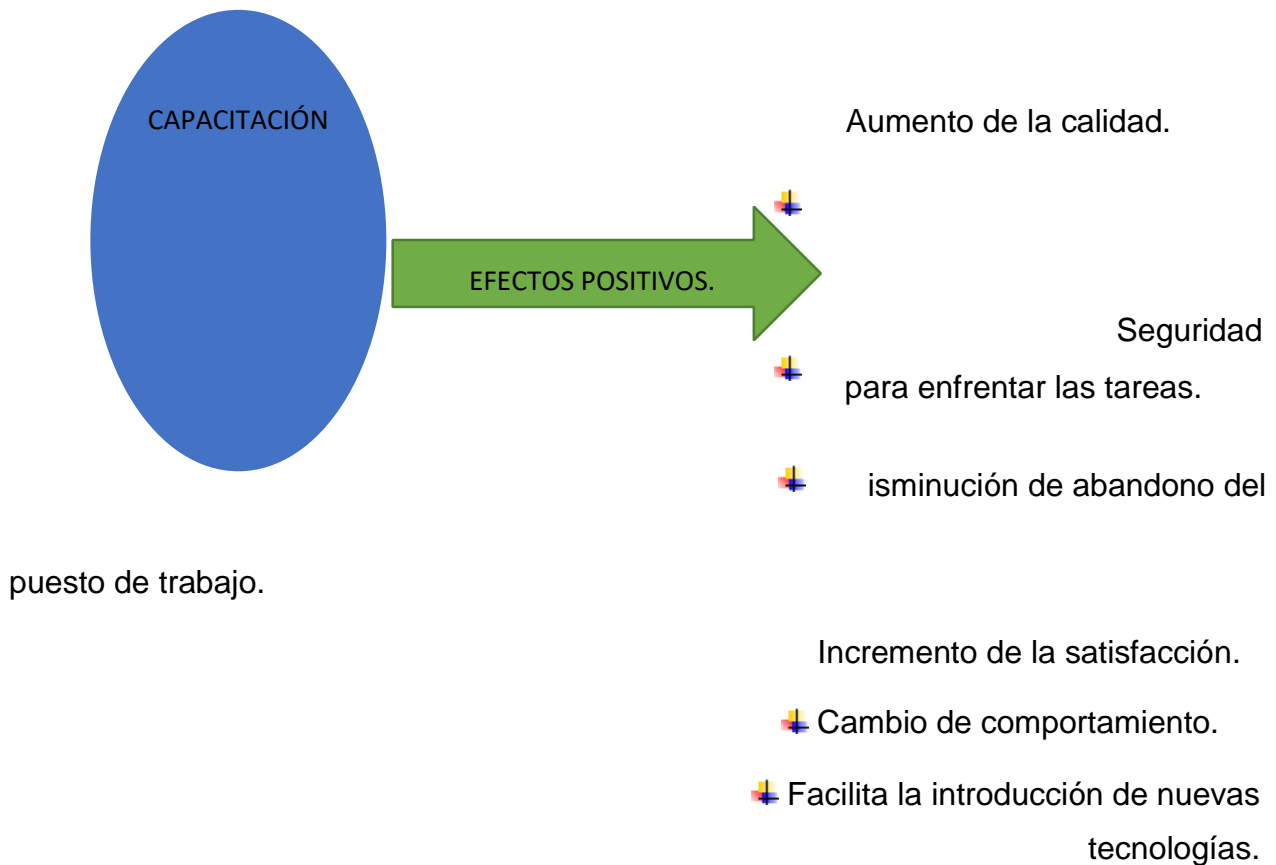 CAPACITACIÓN
Aumento de la calidad.
EFECTOS POSITIVOS.
Seguridad
para enfrentar las tareas.
isminución de abandono del
puesto de trabajo.
Incremento de la satisfacción.
Cambio de comportamiento.
Facilita la introducción de nuevas
tecnologías.